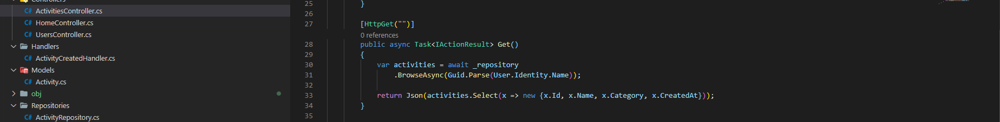 Controllers
ActivitiesController.cs
HomeController.cs
UsersController.cs
Handlers
ActivityCreatedHandler.cs
Models
Activity.cs
obj
Repositories
ActivityRepository.cs
25 }
26
27 [HttpGet("")]
0 references
28 public async Task<IActionResult> Get()
29 {
30 var activities = await _repository
31 .BrowseAsync(Guid.Parse(User.Identity.Name));
32
33 return Json(activities.Select(x => new {x.Id, x.Name, x.Category, x.CreatedAt}));
34 }
35